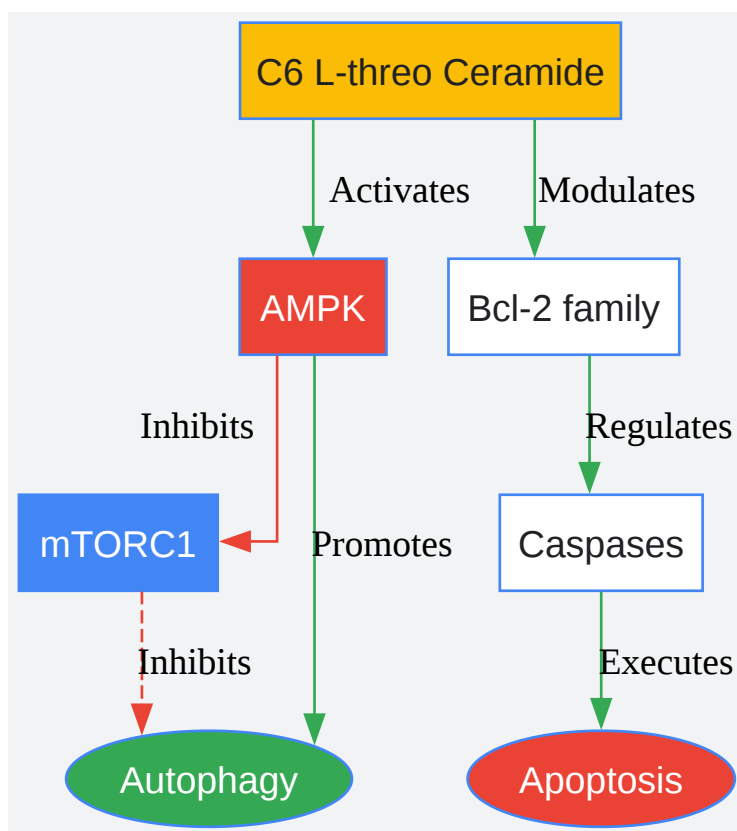 C6 L-threo Ceramide
Activates
Modulates
AMPK
Bcl-2 family
Inhibits
Regulates
mTORC1
Promotes
Caspases
Inhibits
Executes
Autophagy
Apoptosis